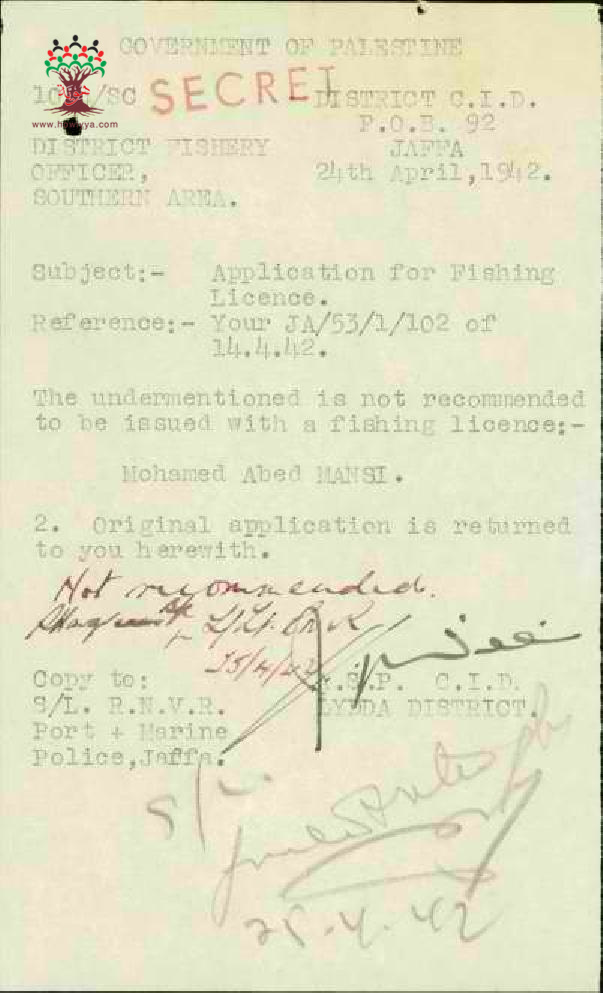 GOVERNMENT OF PALESTINE
/SC SECRET DISTRICT C.I.D.
www.howiyya.com P.O.B. 92
DISTRICT FISHERY JAFFA
OFFICER, 24th April,1942.
SOUTHERN AREA.
Subject:- Application for Fishing
Licence.
Reference:- Your JA/53/1/102 of
14.4.42.
The undermentioned is not recommended
to be issued with a fishing licence:-
Mohamed Abed MANSI.
2. Original application is returned
to you herewith.
Not recommended.
25/4/42
Copy to: A.S.P. C.I.D.
S/L. R.N.V.R. LYDDA DISTRICT.
Port + Marine
Police,Jaffa.
S/L.
25.4.42